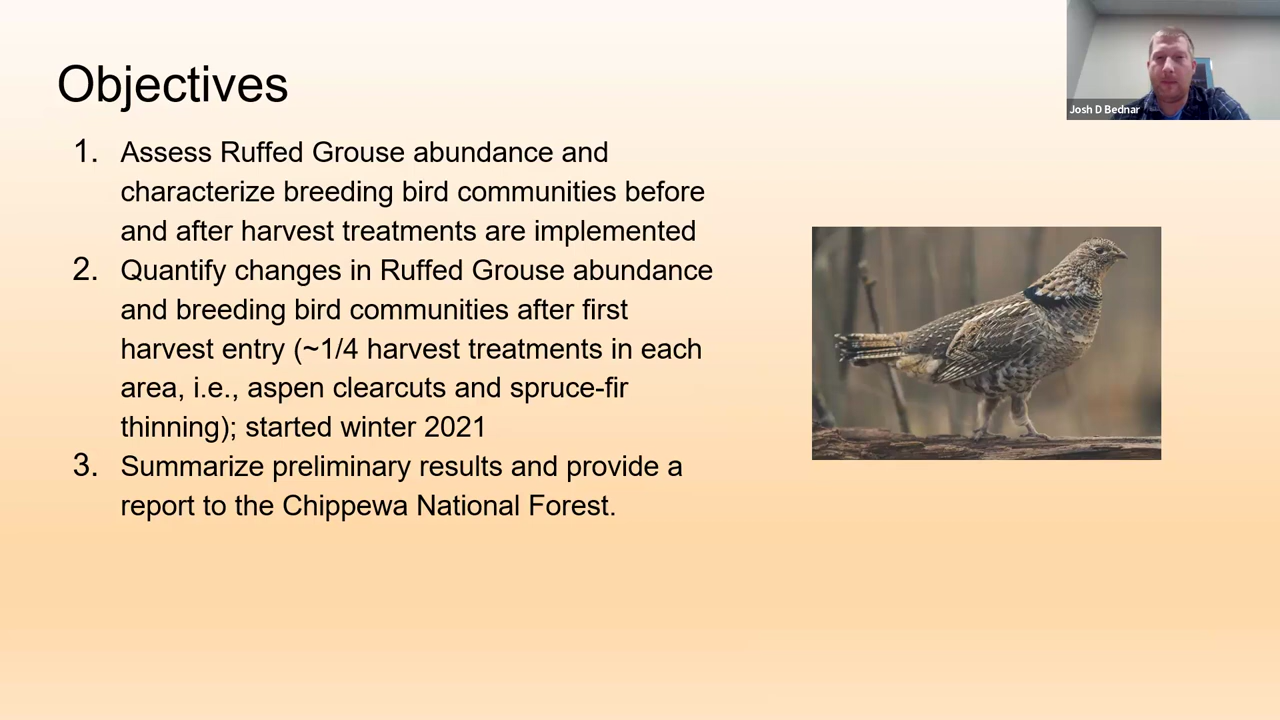 Objectives
1. Assess Ruffed Grouse abundance and
characterize breeding bird communities before
and after harvest treatments are implemented
2. Quantify changes in Ruffed Grouse abundance
and breeding bird communities after first
harvest entry (~1/4 harvest treatments in each
area, i.e., aspen clearcuts and spruce-fir
thinning); started winter 2021
3. Summarize preliminary results and provide a
report to the Chippewa National Forest.
Josh D Bednar